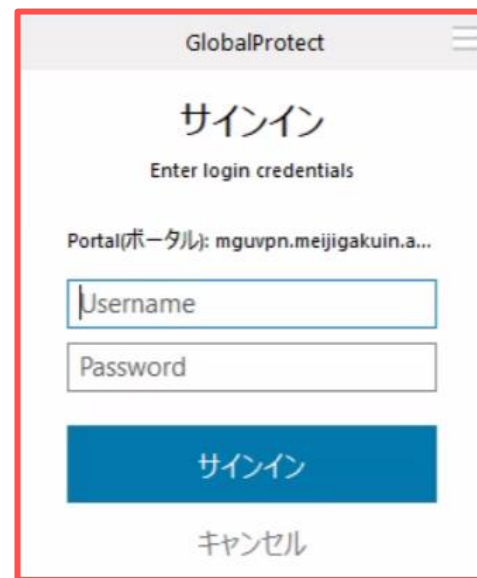 GlobalProtect
サインイン
Enter login credentials
Portal(ポータル): mguvpn.meijigakuin.a...
Username
Password
サインイン
キャンセル